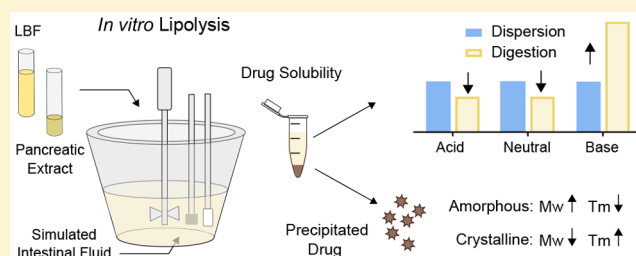 In vitro Lipolysis
LBF
Pancreatic
Extract
Simulated
Intestinal Fluid
Drug Solubility
Precipitated
Drug
Dispersion
Digestion
Acid Neutral Base
Amorphous: Mw ↑ Tm ↓
Crystalline: Mw ↓ Tm ↑